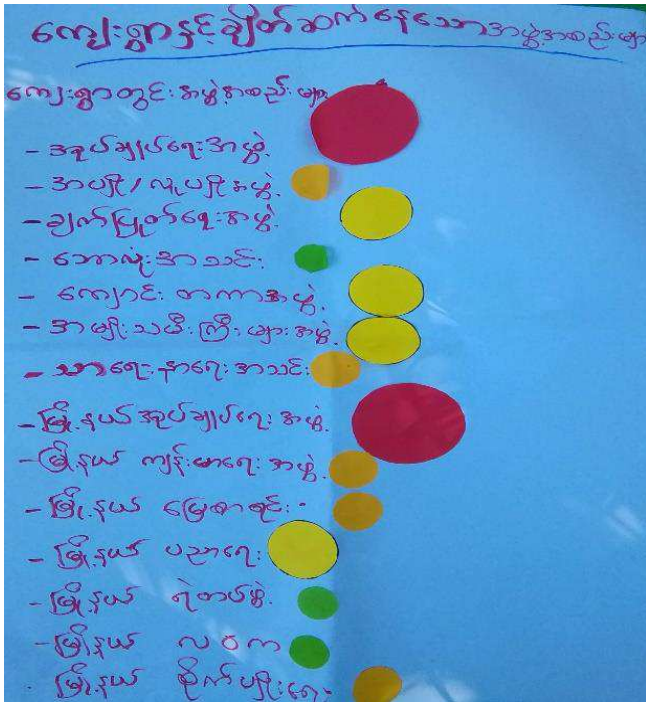 ကျေးရွာနှင့်ချိတ်ဆက်နေသောအဖွဲ့အစည်းများ
ကျေးရွာတွင်းအဖွဲ့အစည်းများ
- အုပ်ချုပ်ရေးအဖွဲ့
- အပျို/လူပျိုအဖွဲ့
- ချက်ပြုတ်ရေးအဖွဲ့
- ဘောလုံးအသင်း
- ကျောင်းတကာအဖွဲ့
- အမျိုးသမီးကြီးများအဖွဲ့
- သာရေးနာရေးအသင်း
- မြို့နယ်အုပ်ချုပ်ရေးအဖွဲ့
- မြို့နယ် ကျန်းမာရေးအဖွဲ့
- မြို့နယ် မြေစာရင်း
- မြို့နယ် ပညာရေး
- မြို့နယ် ရဲတပ်ဖွဲ့
- မြို့နယ် လဝက
- မြို့နယ် စိုက်ပျိုးရေး